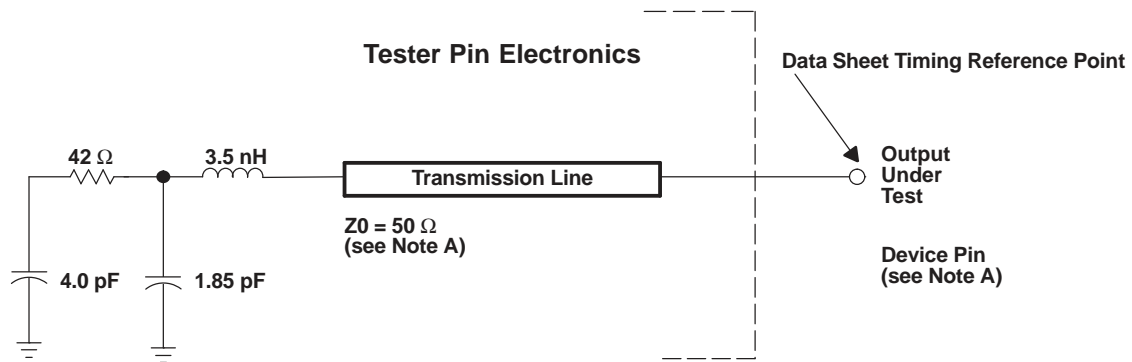 Tester Pin Electronics
Data Sheet Timing Reference Point
42 Ω
3.5 nH
Transmission Line
Output
Under
Test
Z0 = 50 Ω
(see Note A)
Device Pin
(see Note A)
4.0 pF
1.85 pF